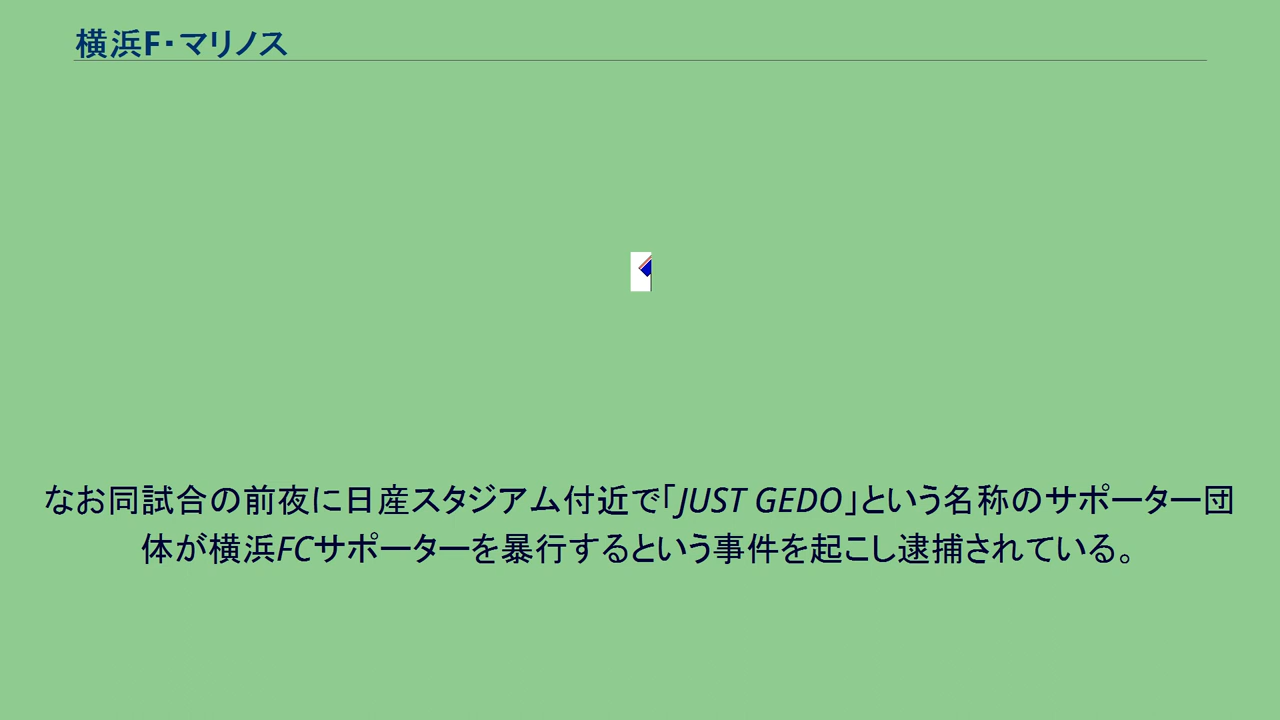 横浜F・マリノス
なお同試合の前夜に日産スタジアム付近で「JUST GEDO」という名称のサポーター団
体が横浜FCサポーターを暴行するという事件を起こし逮捕されている。